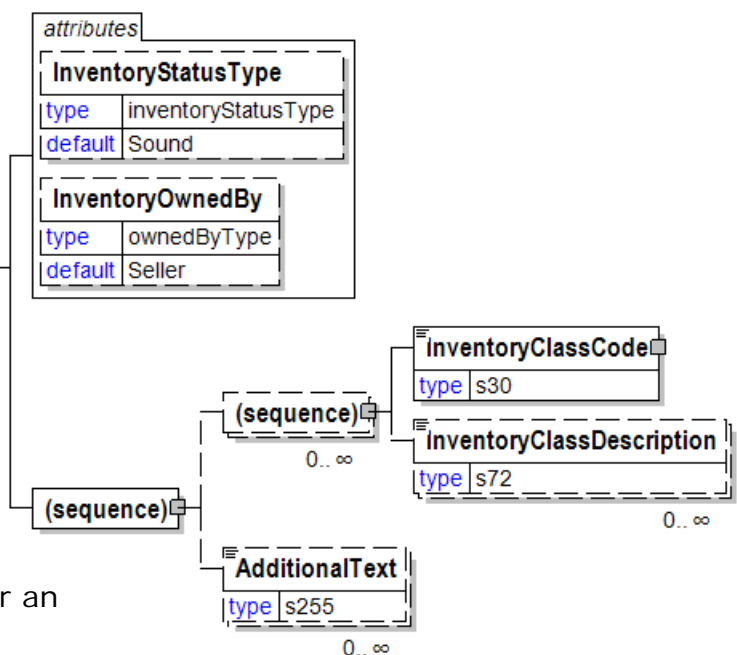 attributes
InventoryStatusType
type inventoryStatusType
default Sound
InventoryOwnedBy
type ownedByType
default Seller
InventoryClassCode
type s30
(sequence)
0.. ∞
InventoryClassDescription
type s72
0.. ∞
(sequence)
AdditionalText
type s255
0.. ∞
r an